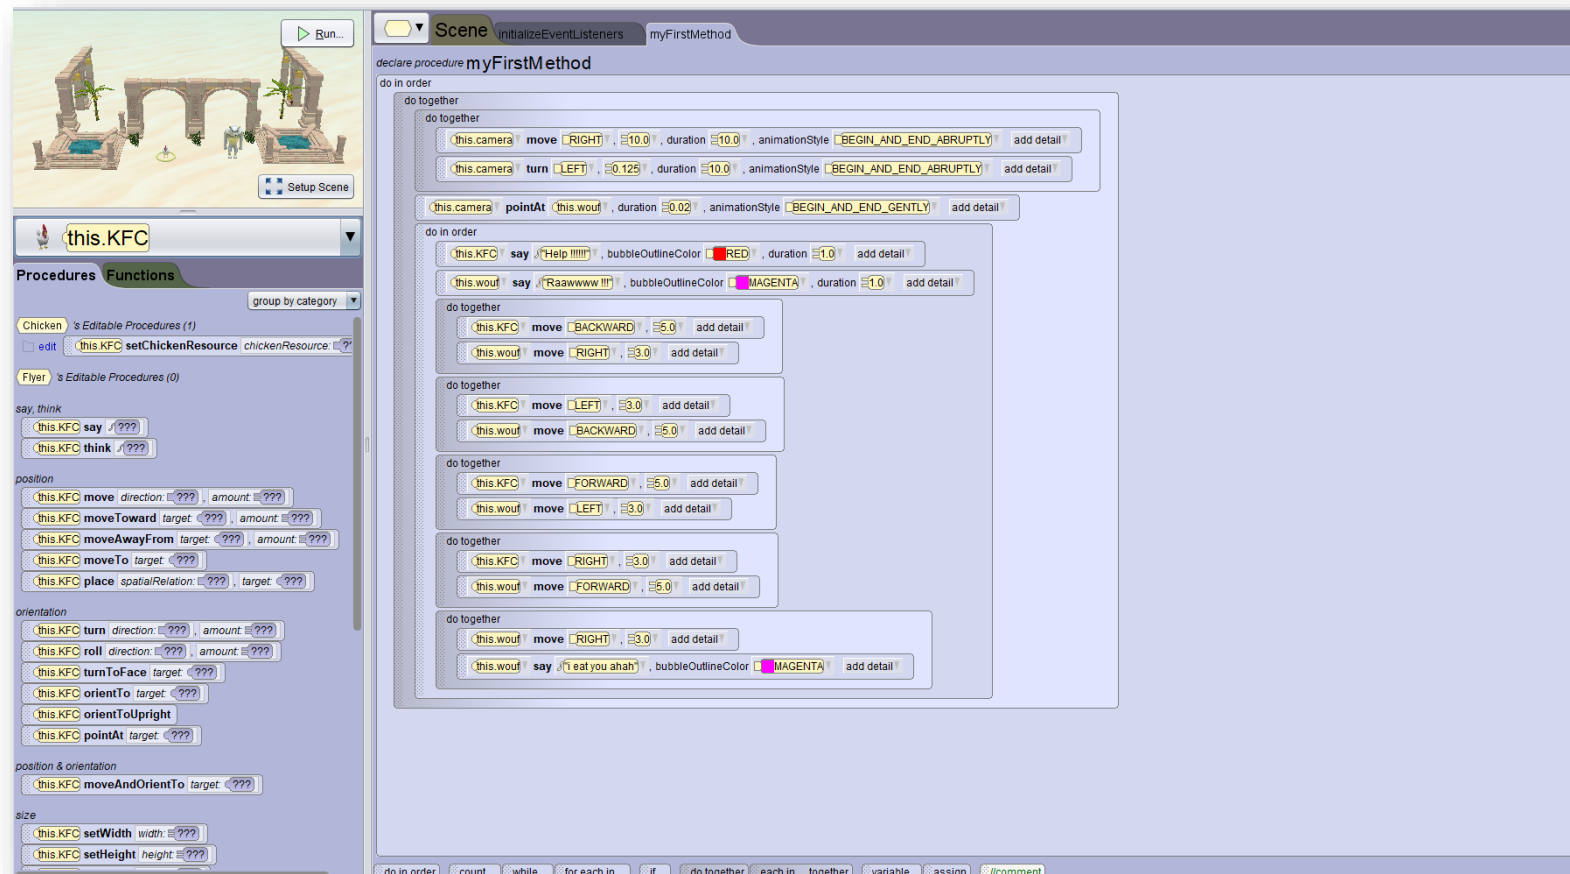 Run...
Setup Scene
this.KFC
Procedures Functions
group by category
Chicken 's Editable Procedures (1)
edit this.KFC setChickenResource chickenResource: ?
Flyer 's Editable Procedures (0)
say, think
this.KFC say ???
this.KFC think ???
position
this.KFC move direction: ??? , amount: ???
this.KFC moveToward target: ??? , amount: ???
this.KFC moveAwayFrom target: ??? , amount: ???
this.KFC moveTo target: ???
this.KFC place spatialRelation: ??? , target: ???
orientation
this.KFC turn direction: ??? , amount: ???
this.KFC roll direction: ??? , amount: ???
this.KFC turnToFace target: ???
this.KFC orientTo target: ???
this.KFC orientToUpright
this.KFC pointAt target: ???
position & orientation
this.KFC moveAndOrientTo target: ???
size
this.KFC setWidth width: ???
this.KFC setHeight height: ???
Scene initializeEventListeners myFirstMethod
declare procedure myFirstMethod
do in order
do together
do together
this.camera move RIGHT , 10.0 , duration 10.0 , animationStyle BEGIN_AND_END_ABRUPTLY add detail
this.camera turn LEFT , 0.125 , duration 10.0 , animationStyle BEGIN_AND_END_ABRUPTLY add detail
this.camera pointAt this.wouf , duration 0.02 , animationStyle BEGIN_AND_END_GENTLY add detail
do in order
this.KFC say "Help !!!!!!" , bubbleOutlineColor RED , duration 1.0 add detail
this.wouf say "Raawwww !!!" , bubbleOutlineColor MAGENTA , duration 1.0 add detail
do together
this.KFC move BACKWARD , 5.0 add detail
this.wouf move RIGHT , 3.0 add detail
do together
this.KFC move LEFT , 3.0 add detail
this.wouf move BACKWARD , 5.0 add detail
do together
this.KFC move FORWARD , 5.0 add detail
this.wouf move LEFT , 3.0 add detail
do together
this.KFC move RIGHT , 3.0 add detail
this.wouf move FORWARD , 5.0 add detail
do together
this.wouf move RIGHT , 3.0 add detail
this.wouf say "i eat you ahah" , bubbleOutlineColor MAGENTA add detail
do in order count while for each in if do together each in together variable assign //comment